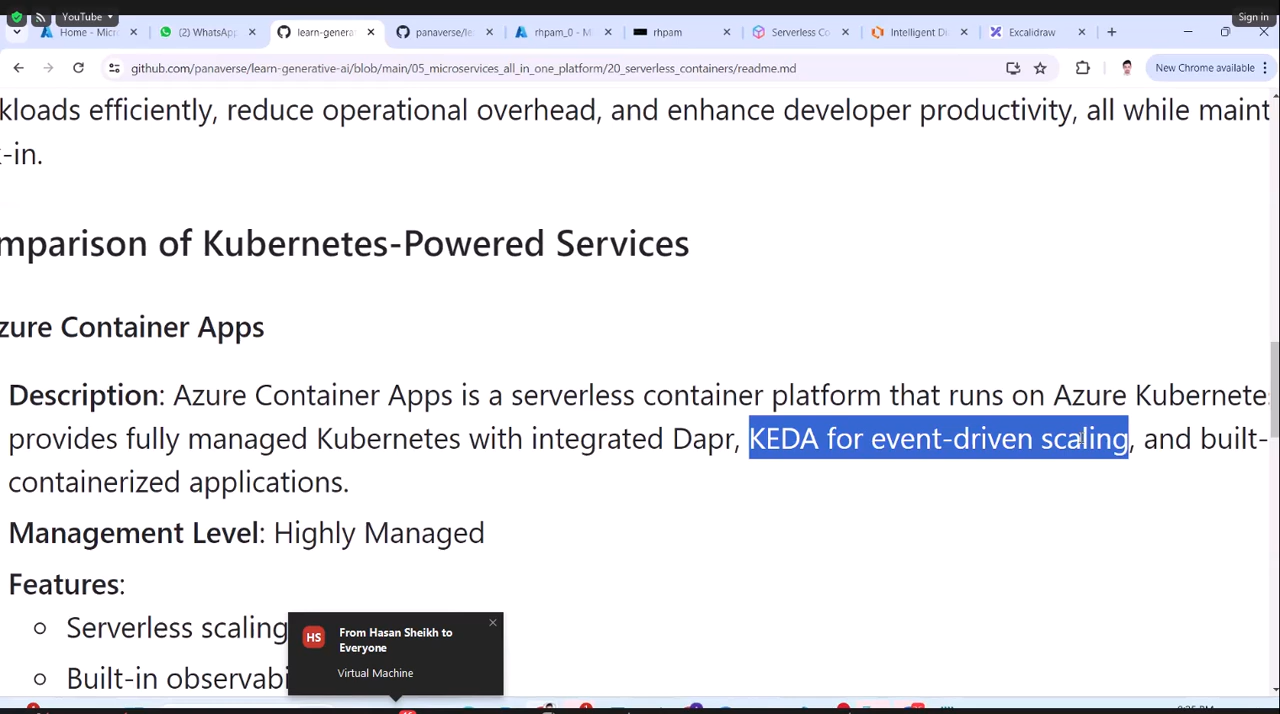 YouTube
Sign in
Home - Micro
(2) WhatsApp
learn-genera
panaverse/le
rhpam_0 - Mi
rhpam
Serverless Co
Intelligent D
Excalidraw
github.com/panaverse/learn-generative-ai/blob/main/05_microservices_all_in_one_platform/20_serverless_containers/readme.md
New Chrome available
kloads efficiently, reduce operational overhead, and enhance developer productivity, all while maint
-in.
mparison of Kubernetes-Powered Services
zure Container Apps
Description: Azure Container Apps is a serverless container platform that runs on Azure Kubernete
provides fully managed Kubernetes with integrated Dapr, KEDA for event-driven scaling, and built-
containerized applications.
Management Level: Highly Managed
Features:
Serverless scaling
Built-in observabi
HS
From Hasan Sheikh to
Everyone
Virtual Machine